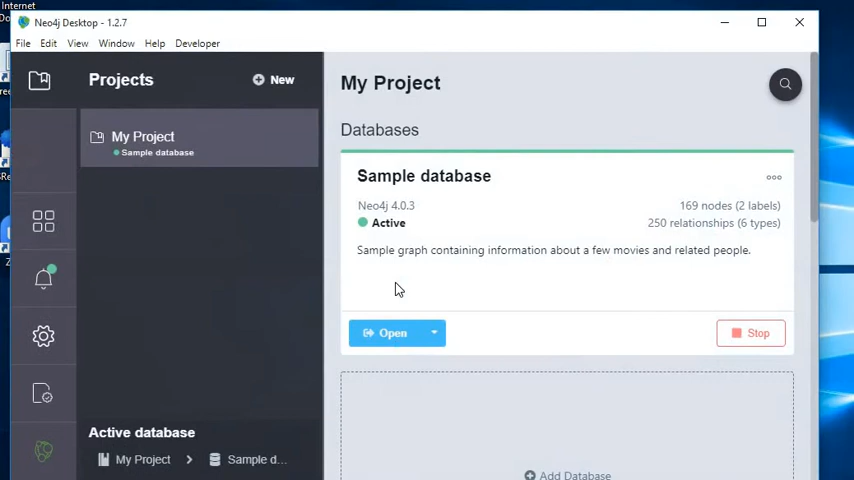 Internet
Neo4j Desktop - 1.2.7
File Edit View Window Help Developer
Projects
New
My Project
Sample database
Active database
My Project > Sample d...
My Project
Databases
Sample database
Neo4j 4.0.3
169 nodes (2 labels)
Active
250 relationships (6 types)
Sample graph containing information about a few movies and related people.
Open
Stop
Add Database